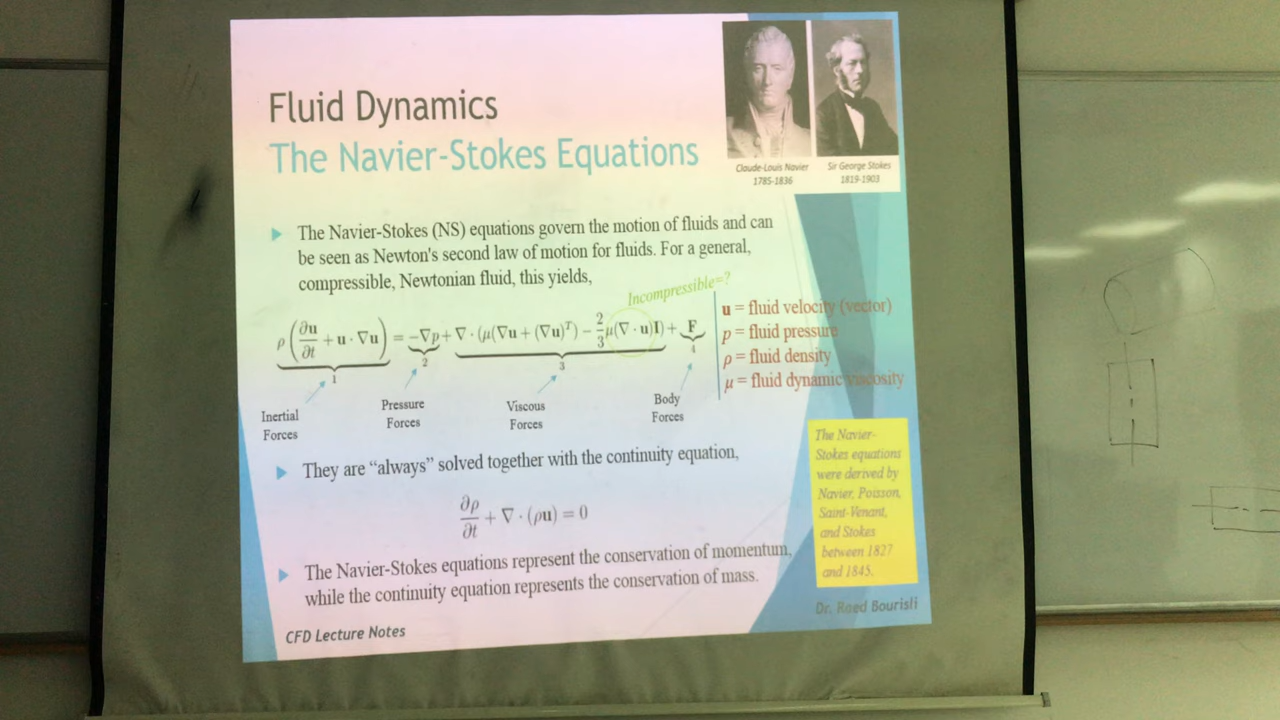 Fluid Dynamics
The Navier-Stokes Equations
Claude-Louis Navier
1785-1836
Sir George Stokes
1819-1903
The Navier-Stokes (NS) equations govern the motion of fluids and can
be seen as Newton's second law of motion for fluids. For a general,
compressible, Newtonian fluid, this yields,
Incompressible=?
ρ(∂u/∂t + u · ∇u) = −∇p + ∇ · (μ(∇u + (∇u)ᵀ) − 2/3 μ(∇ · u)I) + F
1 2 3 4
Inertial
Forces
Pressure
Forces
Viscous
Forces
Body
Forces
u = fluid velocity (vector)
p = fluid pressure
ρ = fluid density
μ = fluid dynamic viscosity
They are “always” solved together with the continuity equation,
∂ρ/∂t + ∇ · (ρu) = 0
The Navier-Stokes equations represent the conservation of momentum,
while the continuity equation represents the conservation of mass.
The Navier-
Stokes equations
were derived by
Navier, Poisson,
Saint-Venant,
and Stokes
between 1827
and 1845.
CFD Lecture Notes
Dr. Raed Bourisli